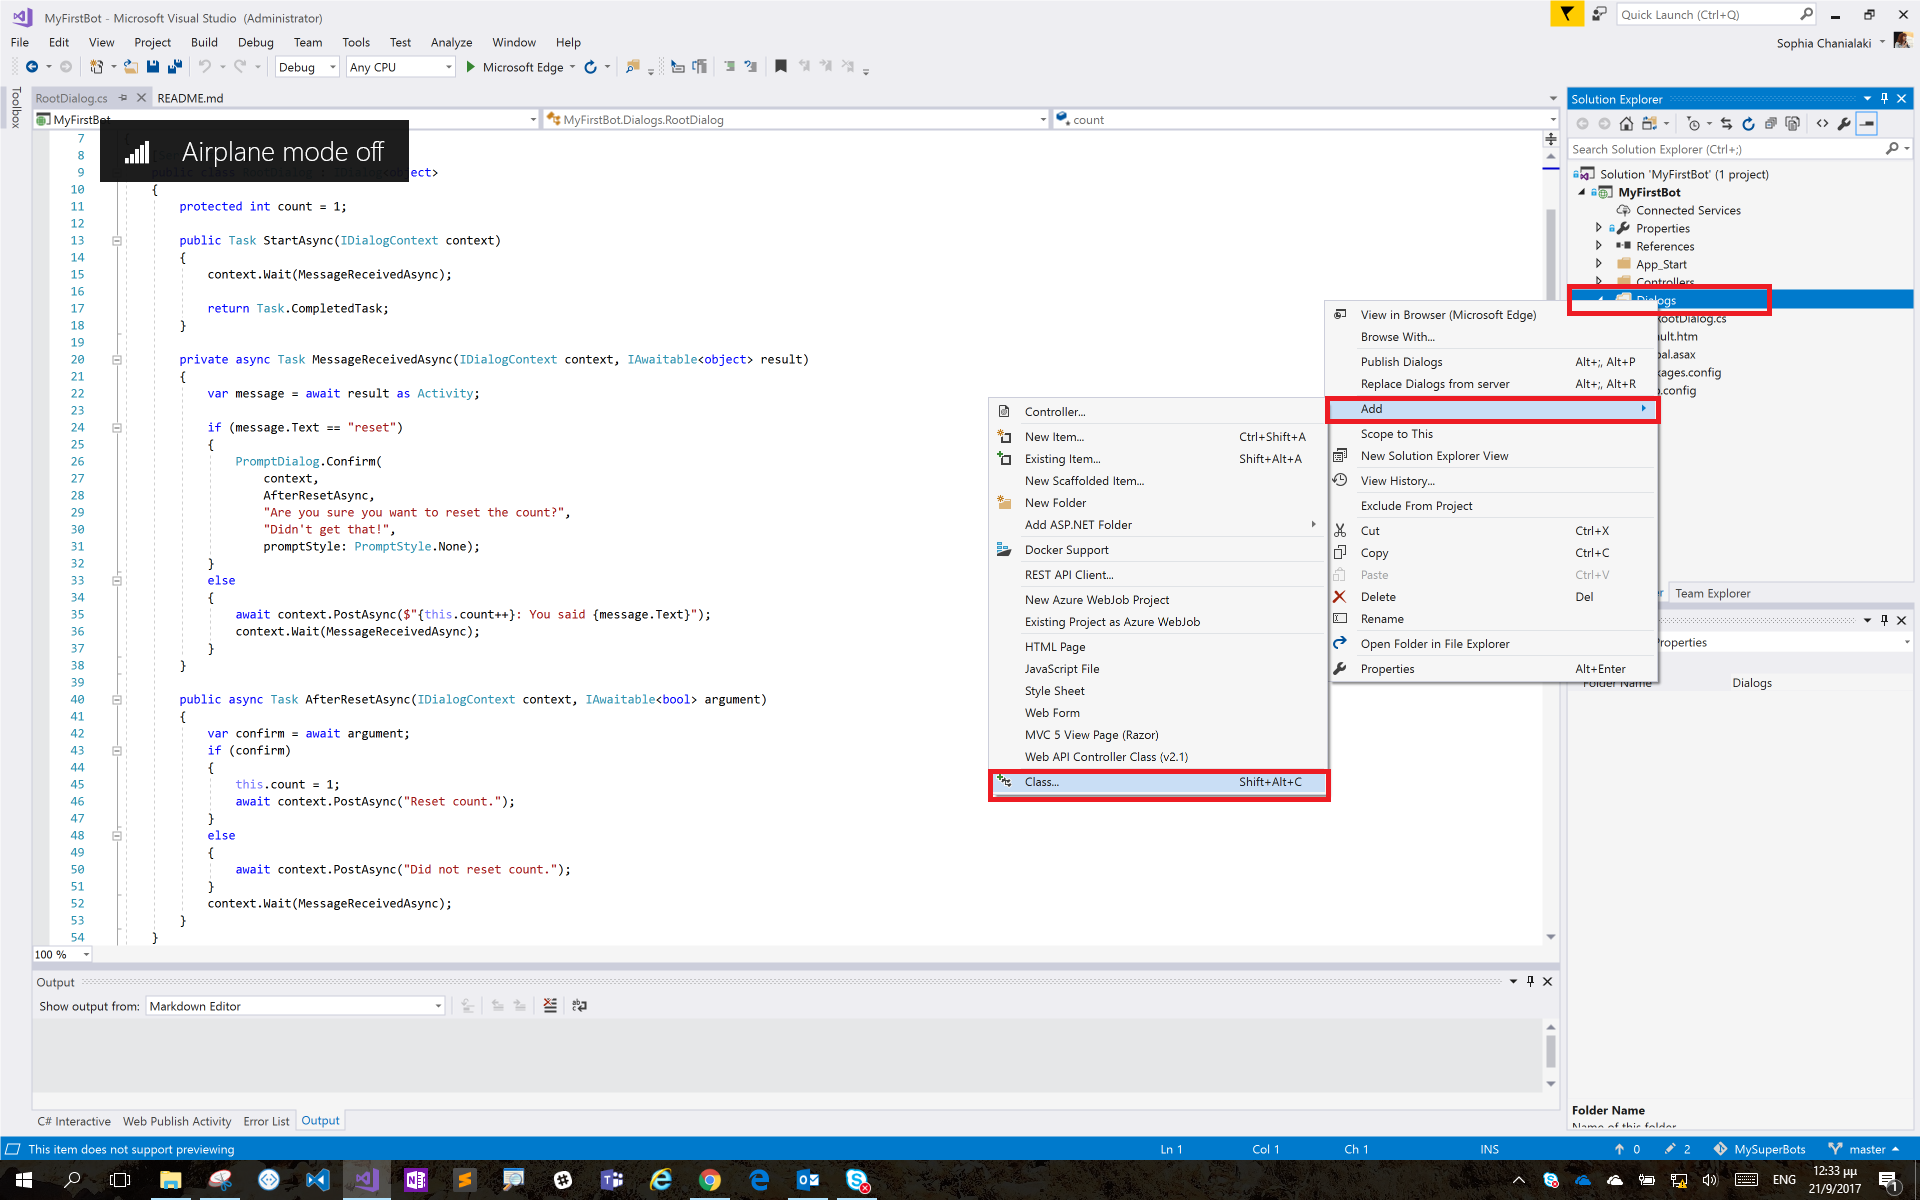 MyFirstBot - Microsoft Visual Studio (Administrator)
Quick Launch (Ctrl+Q)
File Edit View Project Build Debug Team Tools Test Analyze Window Help
Sophia Chanialaki
Debug Any CPU Microsoft Edge
Toolbox
RootDialog.cs README.md
MyFirstBot MyFirstBot.Dialogs.RootDialog count
Airplane mode off
7
8
9 public class RootDialog : IDialog<object>
10 {
11 protected int count = 1;
12
13 public Task StartAsync(IDialogContext context)
14 {
15 context.Wait(MessageReceivedAsync);
16
17 return Task.CompletedTask;
18 }
19
20 private async Task MessageReceivedAsync(IDialogContext context, IAwaitable<object> result)
21 {
22 var message = await result as Activity;
23
24 if (message.Text == "reset")
25 {
26 PromptDialog.Confirm(
27 context,
28 AfterResetAsync,
29 "Are you sure you want to reset the count?",
30 "Didn't get that!",
31 promptStyle: PromptStyle.None);
32 }
33 else
34 {
35 await context.PostAsync($"{this.count++}: You said {message.Text}");
36 context.Wait(MessageReceivedAsync);
37 }
38 }
39
40 public async Task AfterResetAsync(IDialogContext context, IAwaitable<bool> argument)
41 {
42 var confirm = await argument;
43 if (confirm)
44 {
45 this.count = 1;
46 await context.PostAsync("Reset count.");
47 }
48 else
49 {
50 await context.PostAsync("Did not reset count.");
51 }
52 context.Wait(MessageReceivedAsync);
53 }
54 }
100 %
Controller...
New Item... Ctrl+Shift+A
Existing Item... Shift+Alt+A
New Scaffolded Item...
New Folder
Add ASP.NET Folder
Docker Support
REST API Client...
New Azure WebJob Project
Existing Project as Azure WebJob
HTML Page
JavaScript File
Style Sheet
Web Form
MVC 5 View Page (Razor)
Web API Controller Class (v2.1)
Class... Shift+Alt+C
View in Browser (Microsoft Edge)
Browse With...
Publish Dialogs Alt+;, Alt+P
Replace Dialogs from server Alt+;, Alt+R
Add
Scope to This
New Solution Explorer View
View History...
Exclude From Project
Cut Ctrl+X
Copy Ctrl+C
Paste Ctrl+V
Delete Del
Rename
Open Folder in File Explorer
Properties Alt+Enter
Solution Explorer
Search Solution Explorer (Ctrl+;)
Solution 'MyFirstBot' (1 project)
MyFirstBot
Connected Services
Properties
References
App_Start
Controllers
Dialogs
RootDialog.cs
ult.htm
al.asax
ages.config
.config
Team Explorer
roperties
Folder Name Dialogs
Folder Name
Name of this folder
Output
Show output from: Markdown Editor
C# Interactive Web Publish Activity Error List Output
This item does not support previewing Ln 1 Col 1 Ch 1 INS 0 2 MySuperBots master
ENG 12:33 μμ
21/9/2017
1